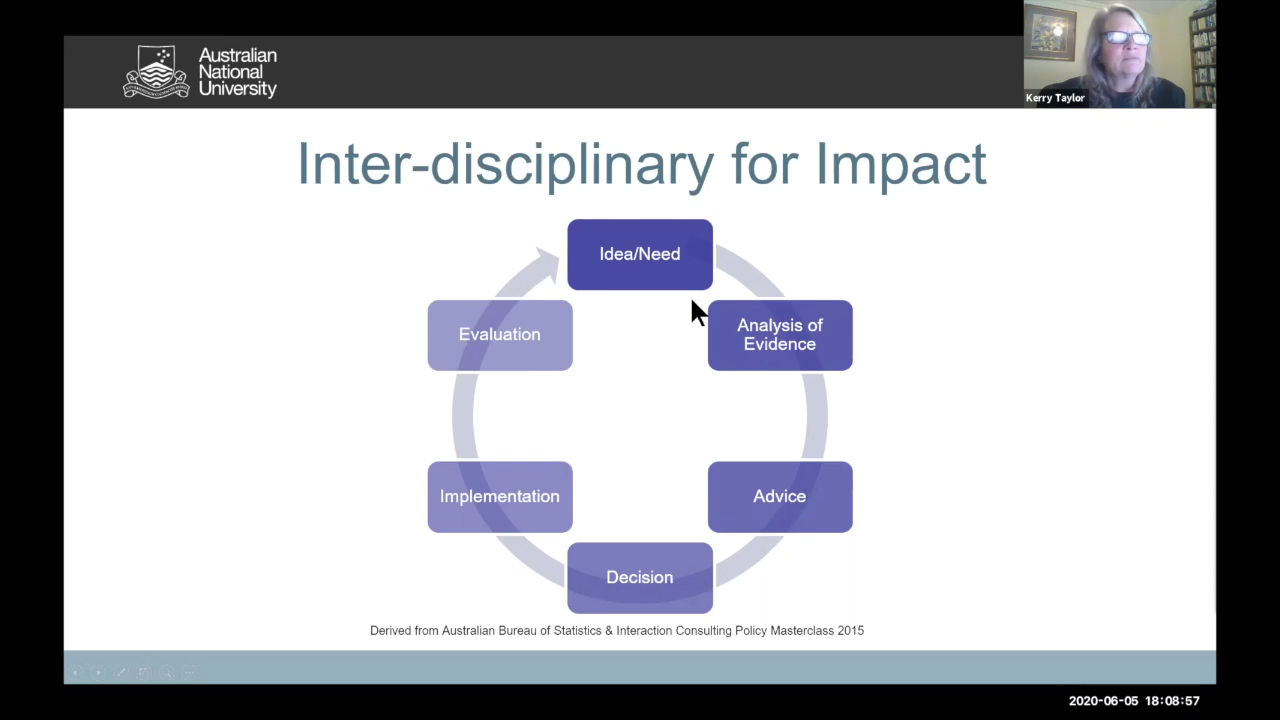 Australian
National
University
Kerry Taylor
Inter-disciplinary for Impact
Idea/Need
Analysis of
Evidence
Advice
Decision
Implementation
Evaluation
Derived from Australian Bureau of Statistics & Interaction Consulting Policy Masterclass 2015
2020-06-05 18:08:57